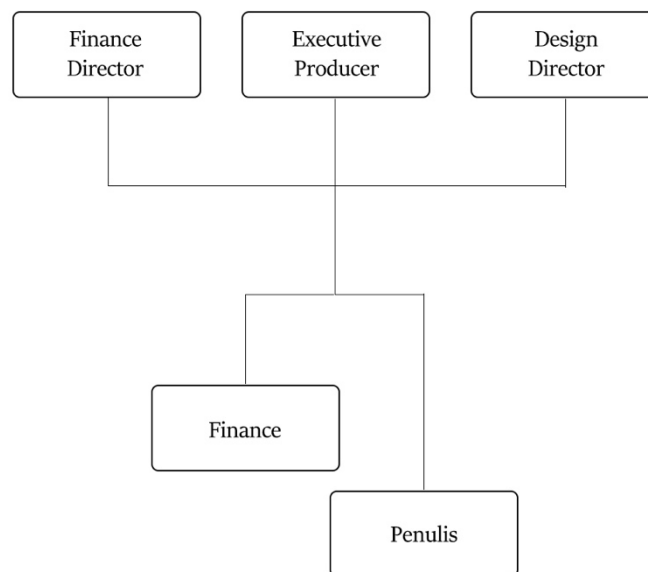 Finance
Director
Executive
Producer
Design
Director
Finance
Penulis